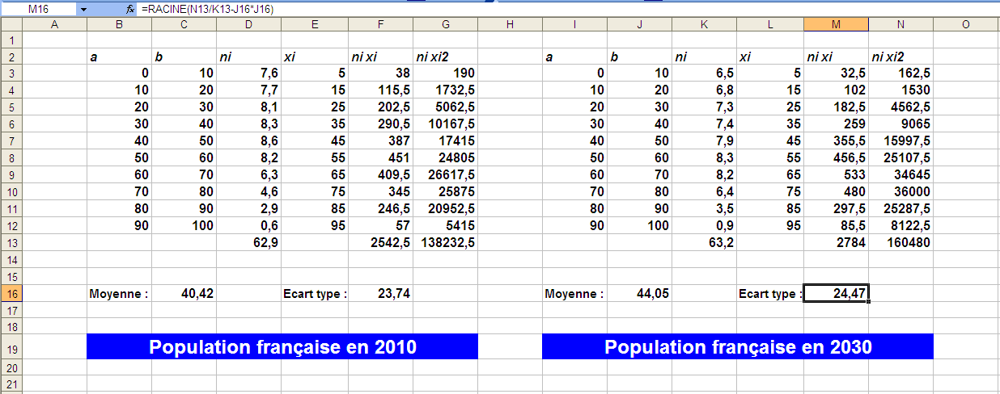 M16 fx =RACINE(N13/K13-J16*J16)
A B C D E F G H I J K L M N O
1
2 a b ni xi ni xi ni xi2 a b ni xi ni xi ni xi2
3 0 10 7,6 5 38 190 0 10 6,5 5 32,5 162,5
4 10 20 7,7 15 115,5 1732,5 10 20 6,8 15 102 1530
5 20 30 8,1 25 202,5 5062,5 20 30 7,3 25 182,5 4562,5
6 30 40 8,3 35 290,5 10167,5 30 40 7,4 35 259 9065
7 40 50 8,6 45 387 17415 40 50 7,9 45 355,5 15997,5
8 50 60 8,2 55 451 24805 50 60 8,3 55 456,5 25107,5
9 60 70 6,3 65 409,5 26617,5 60 70 8,2 65 533 34645
10 70 80 4,6 75 345 25875 70 80 6,4 75 480 36000
11 80 90 2,9 85 246,5 20952,5 80 90 3,5 85 297,5 25287,5
12 90 100 0,6 95 57 5415 90 100 0,9 95 85,5 8122,5
13 62,9 2542,5 138232,5 63,2 2784 160480
14
15
16 Moyenne : 40,42 Ecart type : 23,74 Moyenne : 44,05 Ecart type : 24,47
17
18
19 Population française en 2010 Population française en 2030
20
21